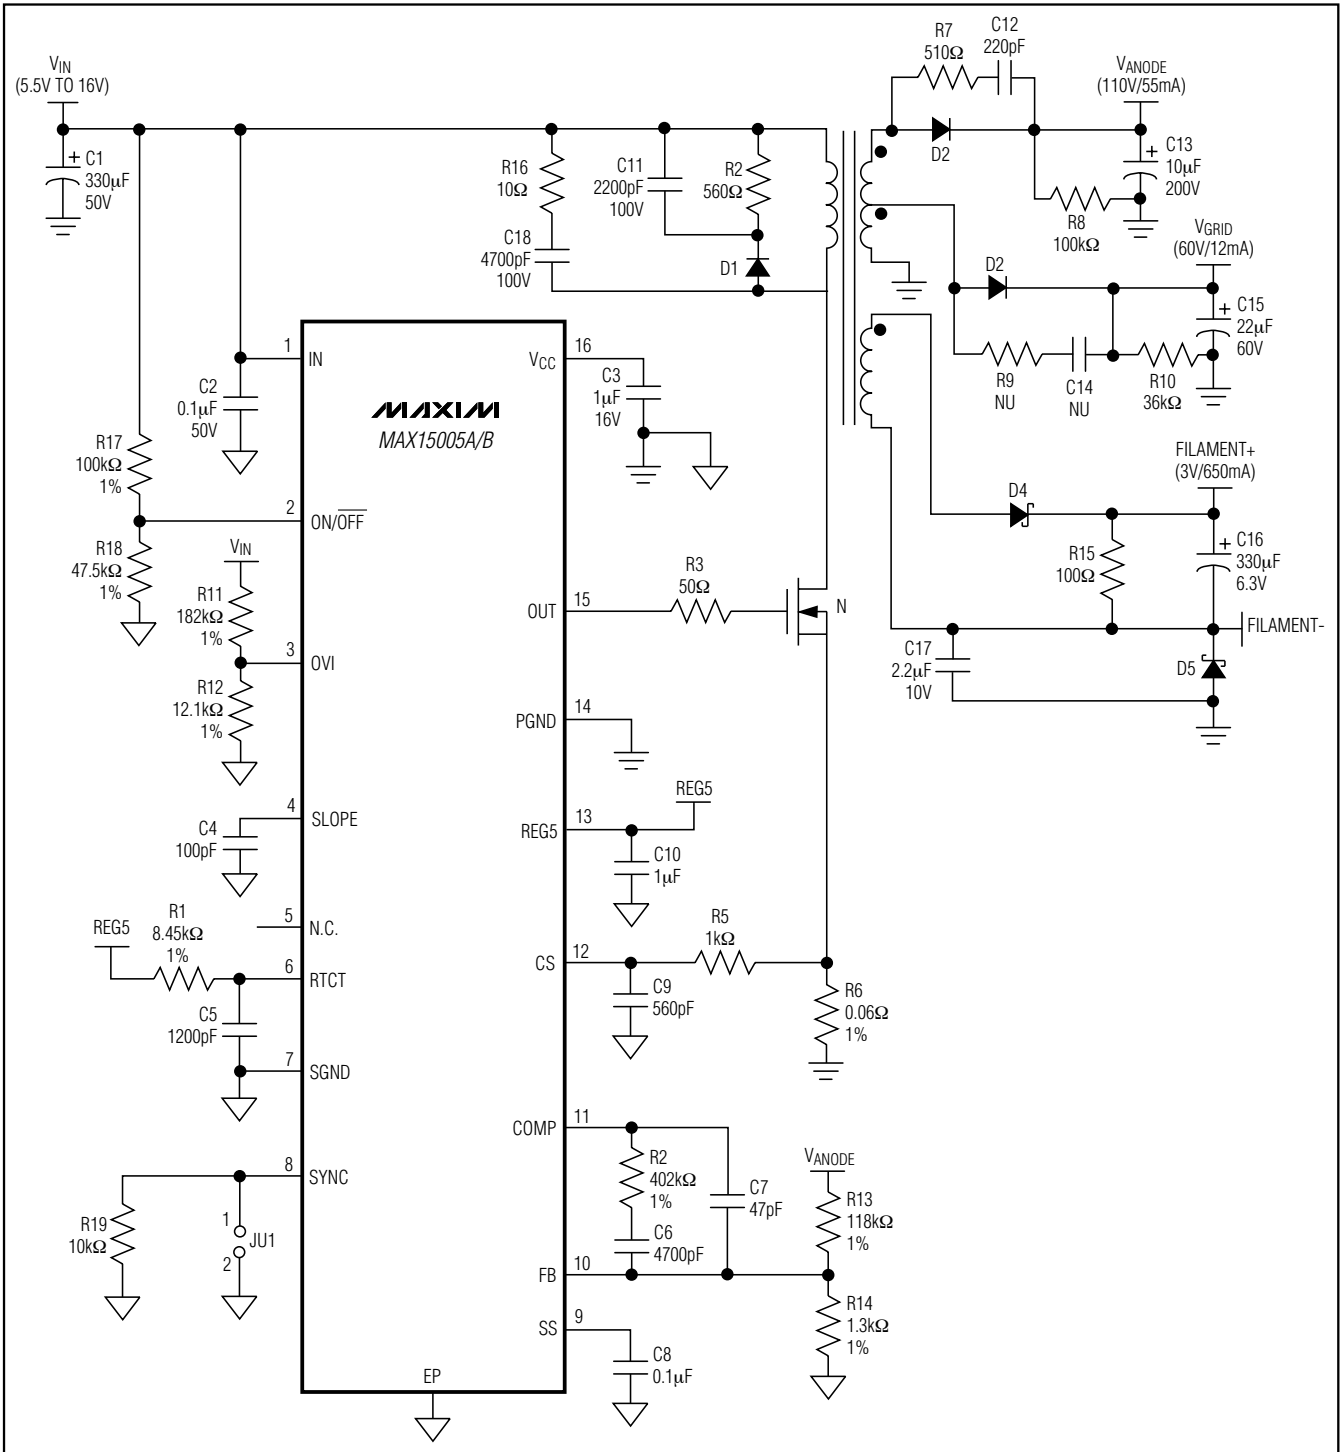 VIN
(5.5V TO 16V)
C1
330µF
50V
R16
10Ω
C18
4700pF
100V
C11
2200pF
100V
R2
560Ω
D1
R7
510Ω
C12
220pF
D2
VANODE
(110V/55mA)
C13
10µF
200V
R8
100kΩ
VGRID
(60V/12mA)
D2
C15
22µF
60V
R9
NU
C14
NU
R10
36kΩ
FILAMENT+
(3V/650mA)
D4
R15
100Ω
C16
330µF
6.3V
FILAMENT-
C17
2.2µF
10V
D5
MAXIM
MAX15005A/B
1
IN
C2
0.1µF
50V
R17
100kΩ
1%
2
ON/OFF
R18
47.5kΩ
1%
VIN
R11
182kΩ
1%
3
OVI
R12
12.1kΩ
1%
4
SLOPE
C4
100pF
5
N.C.
REG5
R1
8.45kΩ
1%
6
RTCT
C5
1200pF
7
SGND
8
SYNC
R19
10kΩ
1
JU1
2
EP
16
VCC
C3
1µF
16V
15
OUT
R3
50Ω
N
14
PGND
13
REG5
REG5
C10
1µF
12
CS
R5
1kΩ
C9
560pF
R6
0.06Ω
1%
11
COMP
R2
402kΩ
1%
C7
47pF
C6
4700pF
VANODE
R13
118kΩ
1%
10
FB
R14
1.3kΩ
1%
9
SS
C8
0.1µF